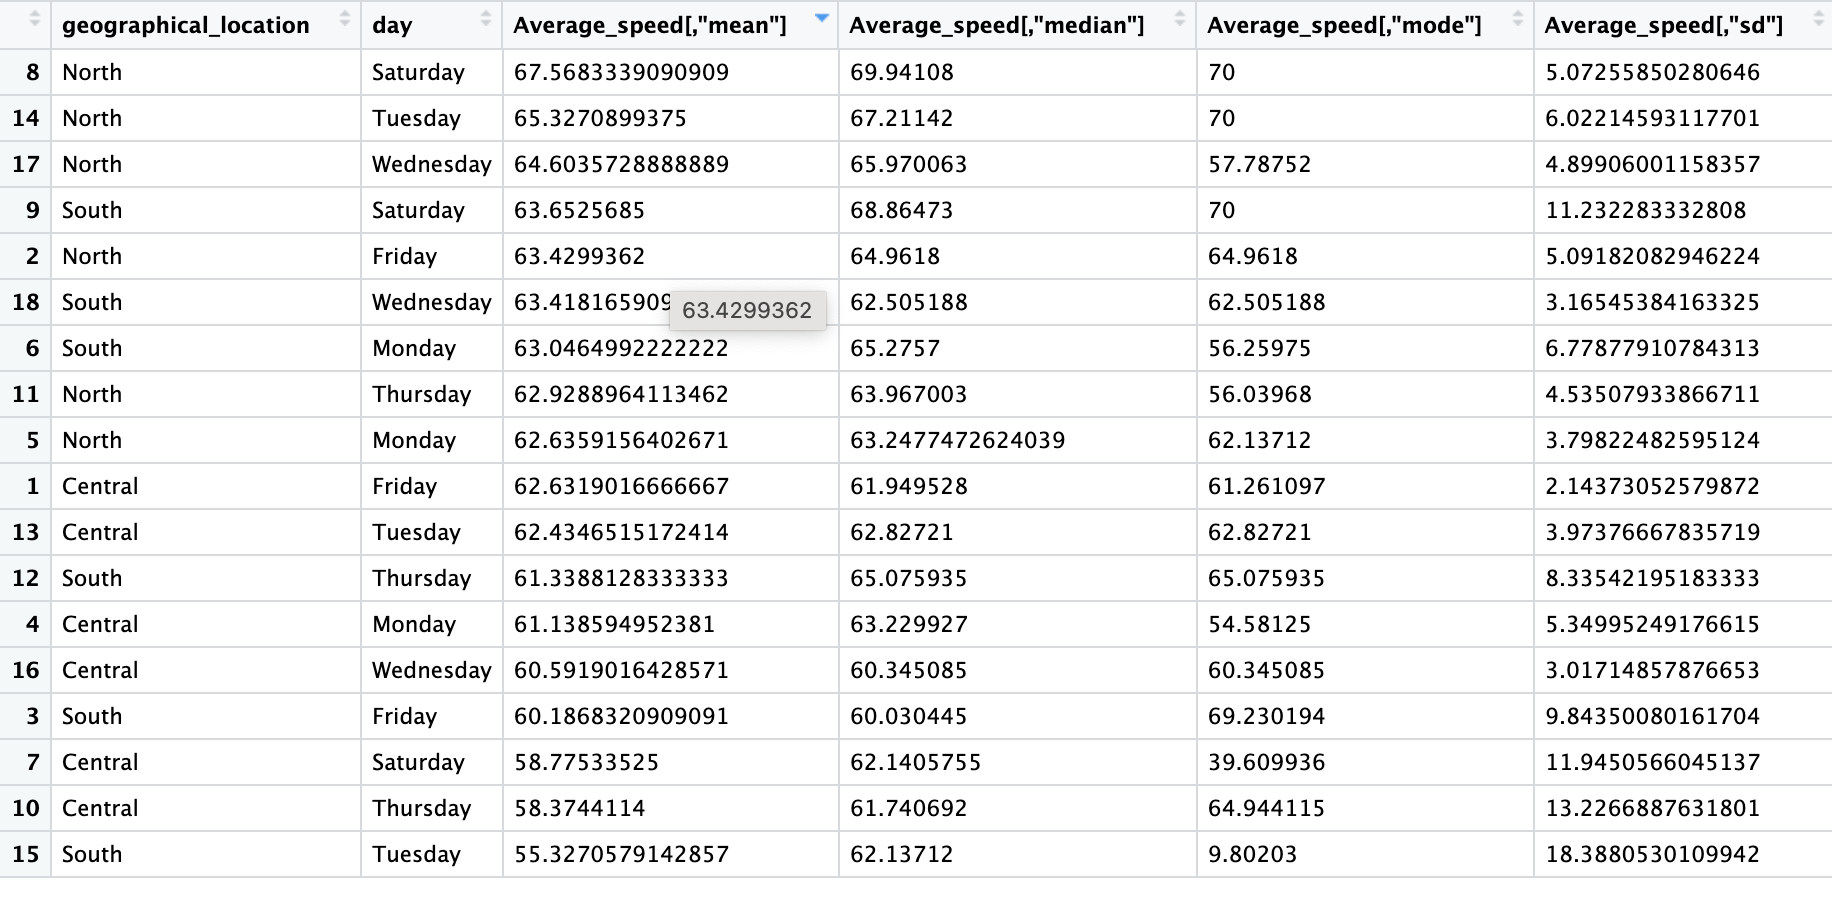 geographical_location day Average_speed[,"mean"] Average_speed[,"median"] Average_speed[,"mode"] Average_speed[,"sd"]
8 North Saturday 67.5683339090909 69.94108 70 5.07255850280646
14 North Tuesday 65.3270899375 67.21142 70 6.02214593117701
17 North Wednesday 64.6035728888889 65.970063 57.78752 4.89906001158357
9 South Saturday 63.6525685 68.86473 70 11.232283332808
2 North Friday 63.4299362 64.9618 64.9618 5.09182082946224
18 South Wednesday 63.418165909 63.4299362 62.505188 62.505188 3.16545384163325
6 South Monday 63.0464992222222 65.2757 56.25975 6.77877910784313
11 North Thursday 62.9288964113462 63.967003 56.03968 4.53507933866711
5 North Monday 62.6359156402671 63.2477472624039 62.13712 3.79822482595124
1 Central Friday 62.6319016666667 61.949528 61.261097 2.14373052579872
13 Central Tuesday 62.4346515172414 62.82721 62.82721 3.97376667835719
12 South Thursday 61.3388128333333 65.075935 65.075935 8.33542195183333
4 Central Monday 61.138594952381 63.229927 54.58125 5.34995249176615
16 Central Wednesday 60.5919016428571 60.345085 60.345085 3.01714857876653
3 South Friday 60.1868320909091 60.030445 69.230194 9.84350080161704
7 Central Saturday 58.77533525 62.1405755 39.609936 11.9450566045137
10 Central Thursday 58.3744114 61.740692 64.944115 13.2266887631801
15 South Tuesday 55.3270579142857 62.13712 9.80203 18.3880530109942